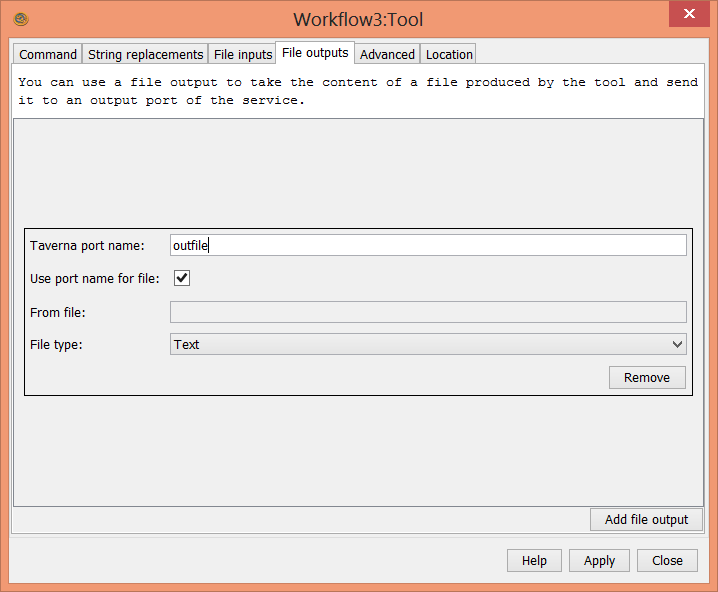 Workflow3:Tool
Command String replacements File inputs File outputs Advanced Location
You can use a file output to take the content of a file produced by the tool and send
it to an output port of the service.
Taverna port name: outfile
Use port name for file:
From file:
File type: Text
Remove
Add file output
Help Apply Close